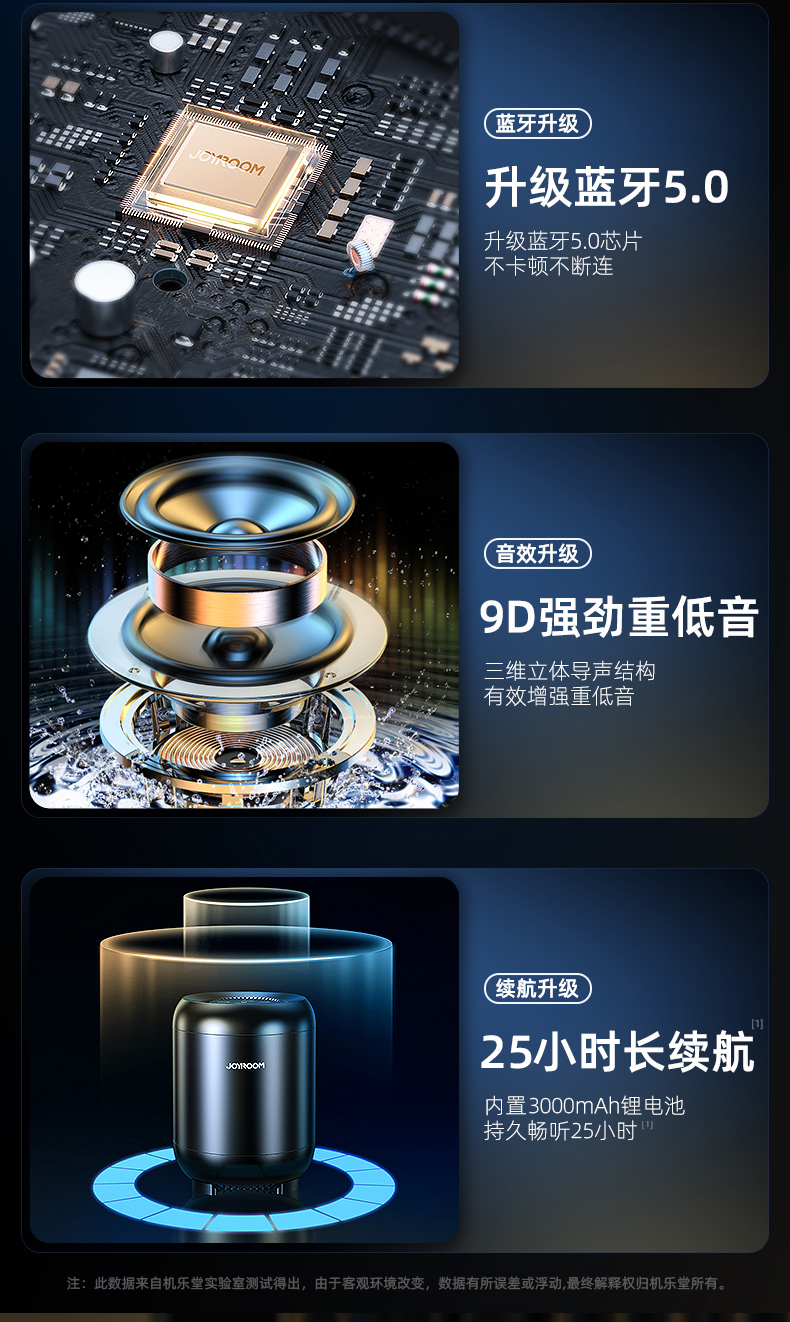 JOYROOM
蓝牙升级
升级蓝牙5.0
升级蓝牙5.0芯片
不卡顿不断连
音效升级
9D强劲重低音
三维立体导声结构
有效增强重低音
续航升级
25小时长续航[1]
内置3000mAh锂电池
持久畅听25小时[1]
JOYROOM
注：此数据来自机乐堂实验室测试得出，由于客观环境改变，数据有所误差或浮动,最终解释权归机乐堂所有。